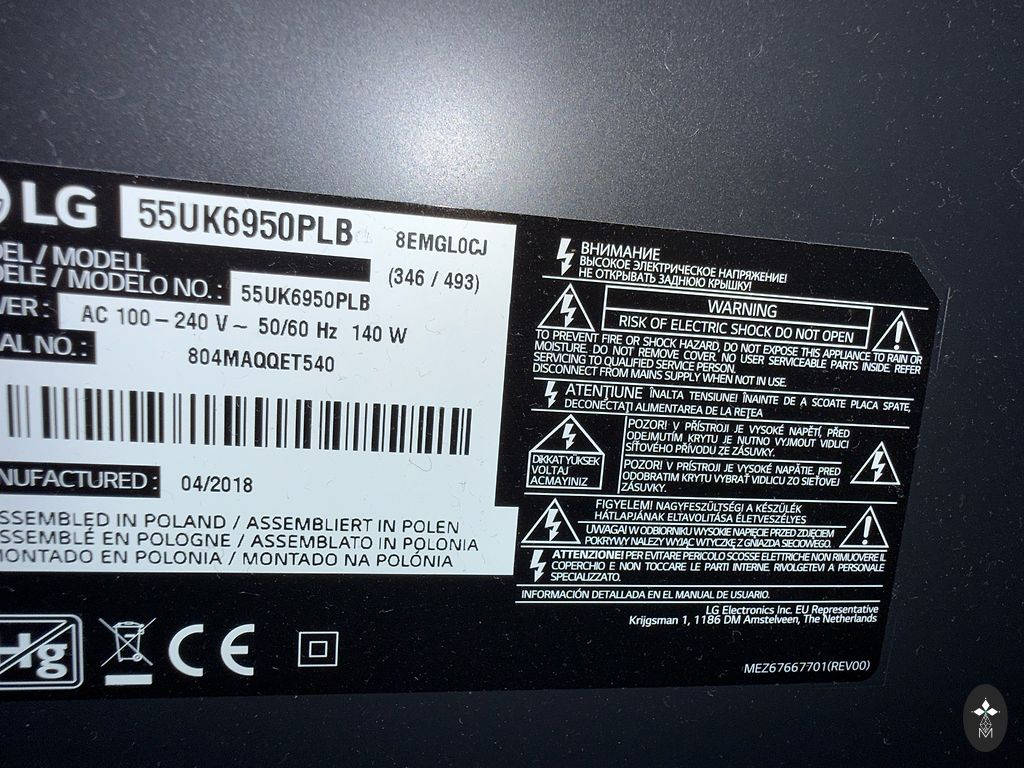 LG
55UK6950PLB
8EMGL0CJ
(346 / 493)
/ MODELL
/ MODELO NO. :
55UK6950PLB
AC 100 – 240 V ~ 50/60 Hz 140 W
NO. :
804MAQQET540
: 04/2018
ASSEMBLED IN POLAND / ASSEMBLIERT IN POLEN
ASSEMBLÉ EN POLOGNE / ASSEMBLATO IN POLONIA
MONTADO EN POLONIA / MONTADO NA POLÓNIA
Hg
CE
ВНИМАНИЕ
ВЫСОКОЕ ЭЛЕКТРИЧЕСКОЕ НАПРЯЖЕНИЕ!
НЕ ОТКРЫВАТЬ ЗАДНЮЮ КРЫШКУ!
WARNING
RISK OF ELECTRIC SHOCK DO NOT OPEN
TO PREVENT FIRE OR SHOCK HAZARD, DO NOT EXPOSE THIS APPLIANCE TO RAIN OR
MOISTURE. DO NOT REMOVE COVER. NO USER SERVICEABLE PARTS INSIDE. REFER
SERVICING TO QUALIFIED SERVICE PERSON.
DISCONNECT FROM MAINS SUPPLY WHEN NOT IN USE.
ATENȚIUNE ÎNALTA TENSIUNE! ÎNAINTE DE A SCOATE PLACA SPATE,
DECONECTAȚI ALIMENTAREA DE LA REȚEA
DIKKAT YÜKSEK
VOLTAJ
AÇMAYINIZ
POZOR! V PŘÍSTROJI JE VYSOKÉ NAPĚTÍ, PŘED
ODEJMUTÍM KRYTU JE NUTNO VYJMOUT VIDLICI
SÍŤOVÉHO PŘÍVODU ZE ZÁSUVKY.
POZOR! V PRÍSTROJI JE VYSOKÉ NAPÄTIE, PRED
ODOBRATIM KRYTU VYBRAŤ VIDLICU ZO SIEŤOVEJ
ZÁSUVKY.
FIGYELEM! NAGYFESZÜLTSÉGI A KÉSZÜLÉK
HÁTLAPJÁNAK ELTAVOLITÁSA ÉLETVESZÉLYES
UWAGA! W ODBIORNIKU WYSOKIE NAPIĘCIE. PRZED ZDJĘCIEM
POKRYWY NALEŻY WYJĄĆ WTYCZKĘ Z GNIAZDA SIECIOWEGO.
ATTENZIONE! PER EVITARE PERICOLO SCOSSE ELETTRICHE NON RIMUOVERE IL
COPERCHIO E NON TOCCARE LE PARTI INTERNE. RIVOLGETEVI A PERSONALE
SPECIALIZZATO.
INFORMACIÓN DETALLADA EN EL MANUAL DE USUARIO.
LG Electronics Inc. EU Representative
Krijgsman 1, 1186 DM Amstelveen, The Netherlands
MEZ67667701(REV00)
M